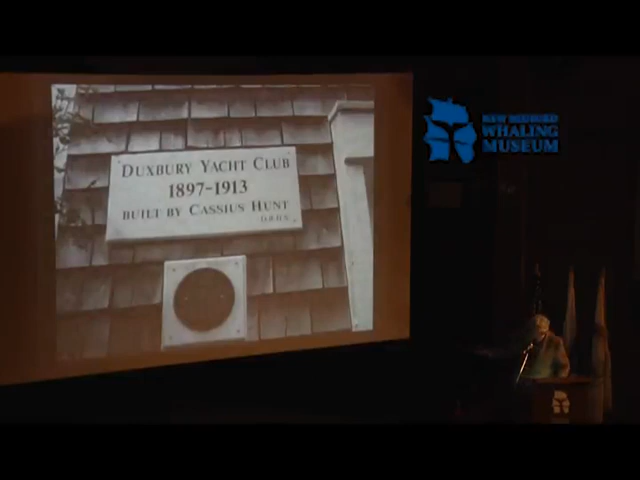 DUXBURY YACHT CLUB
1897-1913
BUILT BY CASSIUS HUNT
NEW BEDFORD
WHALING
MUSEUM